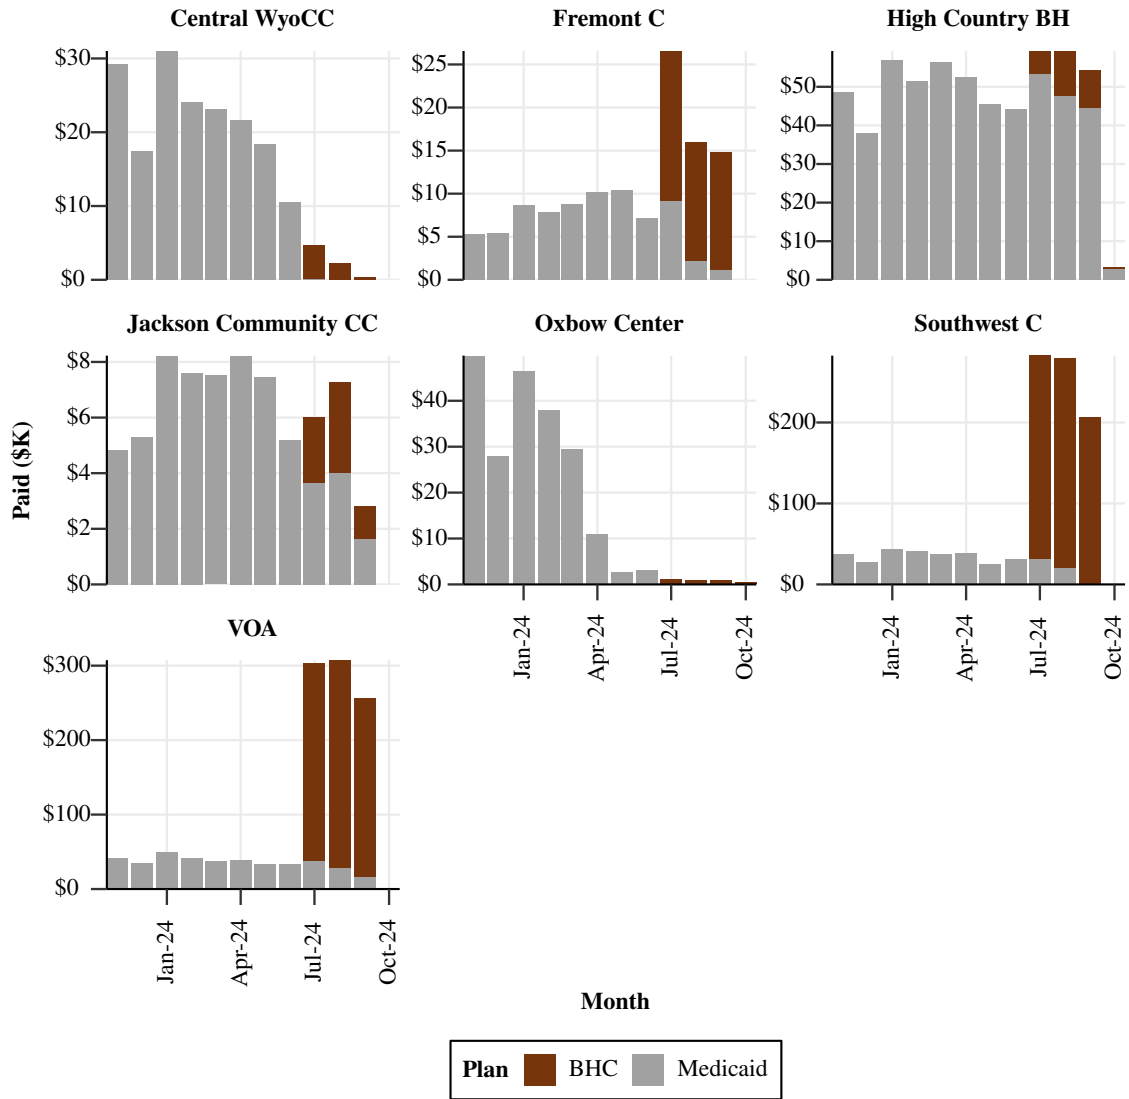 Central WyoCC
Fremont C
High Country BH
$30
$20
$10
$0
$25
$20
$15
$10
$5
$0
$50
$40
$30
$20
$10
$0
Jackson Community CC
Oxbow Center
Southwest C
$8
$6
$4
$2
$0
$40
$30
$20
$10
$0
$200
$100
$0
Jan-24
Apr-24
Jul-24
Oct-24
Jan-24
Apr-24
Jul-24
Oct-24
VOA
$300
$200
$100
$0
Jan-24
Apr-24
Jul-24
Oct-24
Paid ($K)
Month
Plan BHC Medicaid